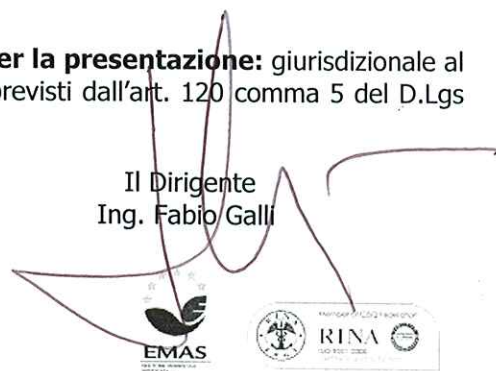 er la presentazione: giurisdizionale al
previsti dall'art. 120 comma 5 del D.Lgs
Il Dirigente
Ing. Fabio Galli
EMAS
RINA